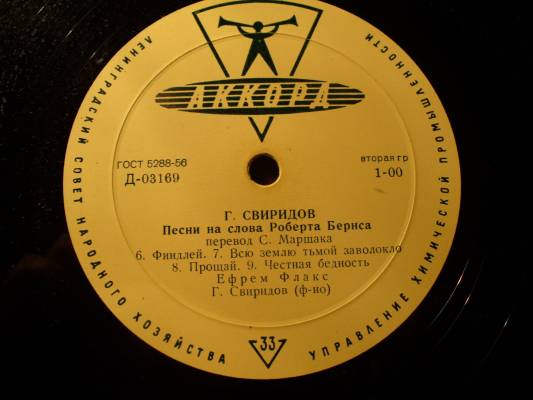 ЛЕНИНГРАДСКИЙ СОВЕТ НАРОДНОГО ХОЗЯЙСТВА
УПРАВЛЕНИЕ ХИМИЧЕСКОЙ ПРОМЫШЛЕННОСТИ
АККОРД
ГОСТ 5288-56
Д-03169
вторая гр
1-00
Г. СВИРИДОВ
Песни на слова Роберта Бернса
перевод С. Маршака
6. Финдлей. 7. Всю землю тьмой заволокло
8. Прощай. 9. Честная бедность
Ефрем Флакс
Г. Свиридов (ф-но)
33